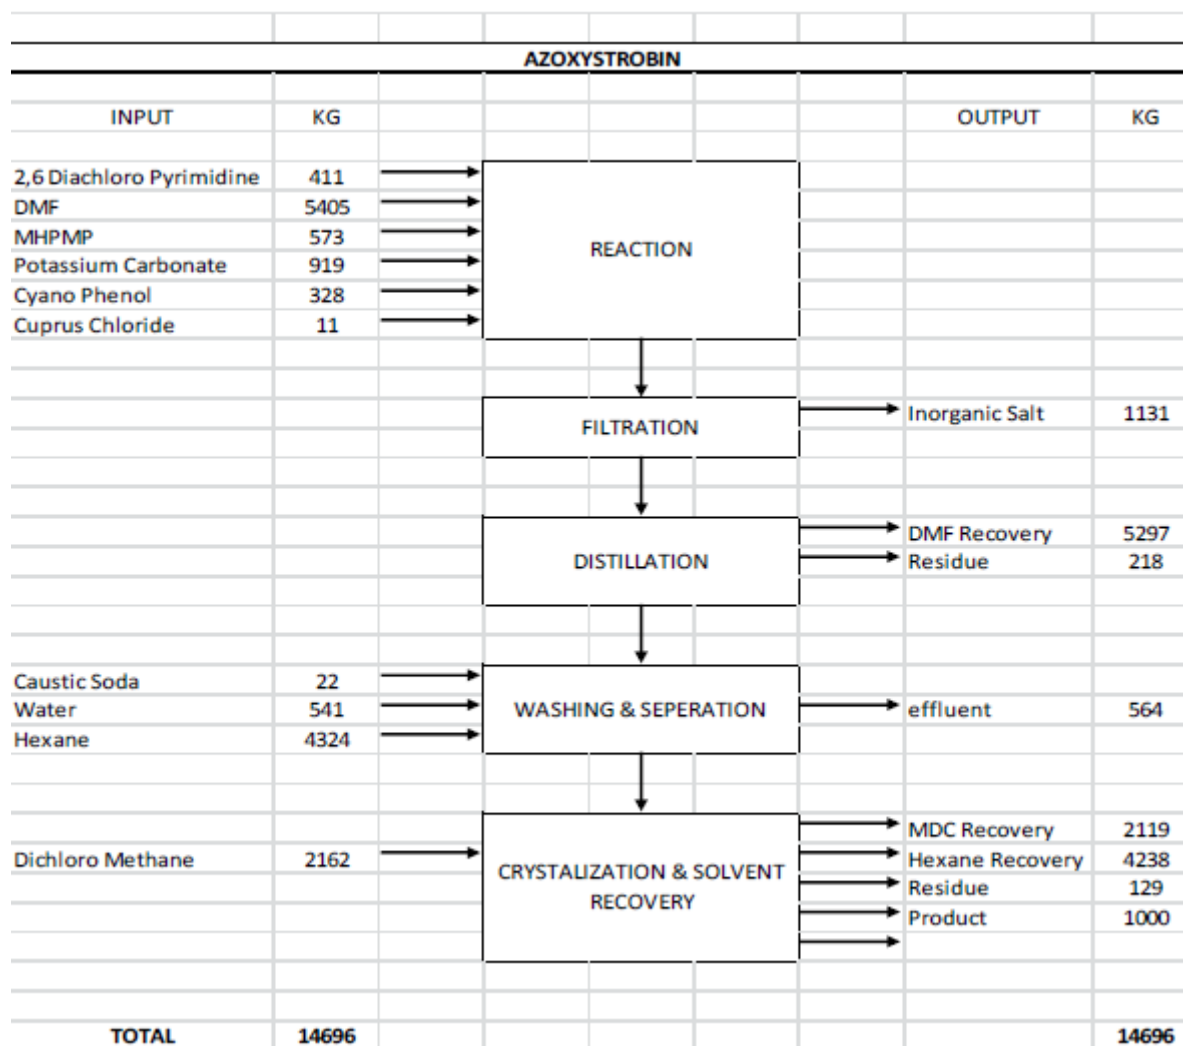 AZOXYSTROBIN
INPUT KG OUTPUT KG
2,6 Diachloro Pyrimidine 411
DMF 5405
MHPMP 573
REACTION
Potassium Carbonate 919
Cyano Phenol 328
Cuprus Chloride 11
FILTRATION
Inorganic Salt 1131
DMF Recovery 5297
DISTILLATION
Residue 218
Caustic Soda 22
Water 541
WASHING & SEPERATION
effluent 564
Hexane 4324
MDC Recovery 2119
Dichloro Methane 2162
CRYSTALIZATION & SOLVENT
RECOVERY
Hexane Recovery 4238
Residue 129
Product 1000
TOTAL 14696 14696